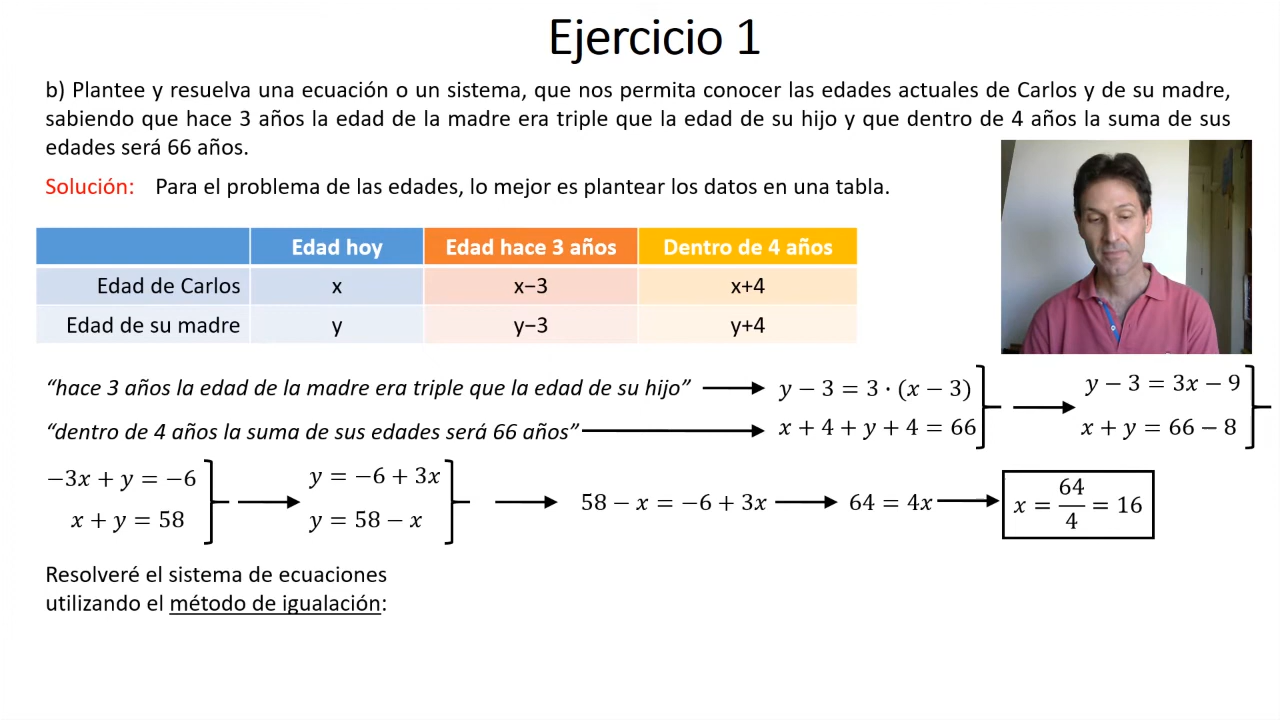 Ejercicio 1
b) Plantee y resuelva una ecuación o un sistema, que nos permita conocer las edades actuales de Carlos y de su madre,
sabiendo que hace 3 años la edad de la madre era triple que la edad de su hijo y que dentro de 4 años la suma de sus
edades será 66 años.
Solución: Para el problema de las edades, lo mejor es plantear los datos en una tabla.
Edad hoy Edad hace 3 años Dentro de 4 años
Edad de Carlos x x−3 x+4
Edad de su madre y y−3 y+4
“hace 3 años la edad de la madre era triple que la edad de su hijo” y − 3 = 3 · (x − 3) y − 3 = 3x − 9
“dentro de 4 años la suma de sus edades será 66 años” x + 4 + y + 4 = 66 x + y = 66 − 8
−3x + y = −6 y = −6 + 3x
x + y = 58 y = 58 − x
58 − x = −6 + 3x 64 = 4x x = 64/4 = 16
Resolveré el sistema de ecuaciones
utilizando el método de igualación: